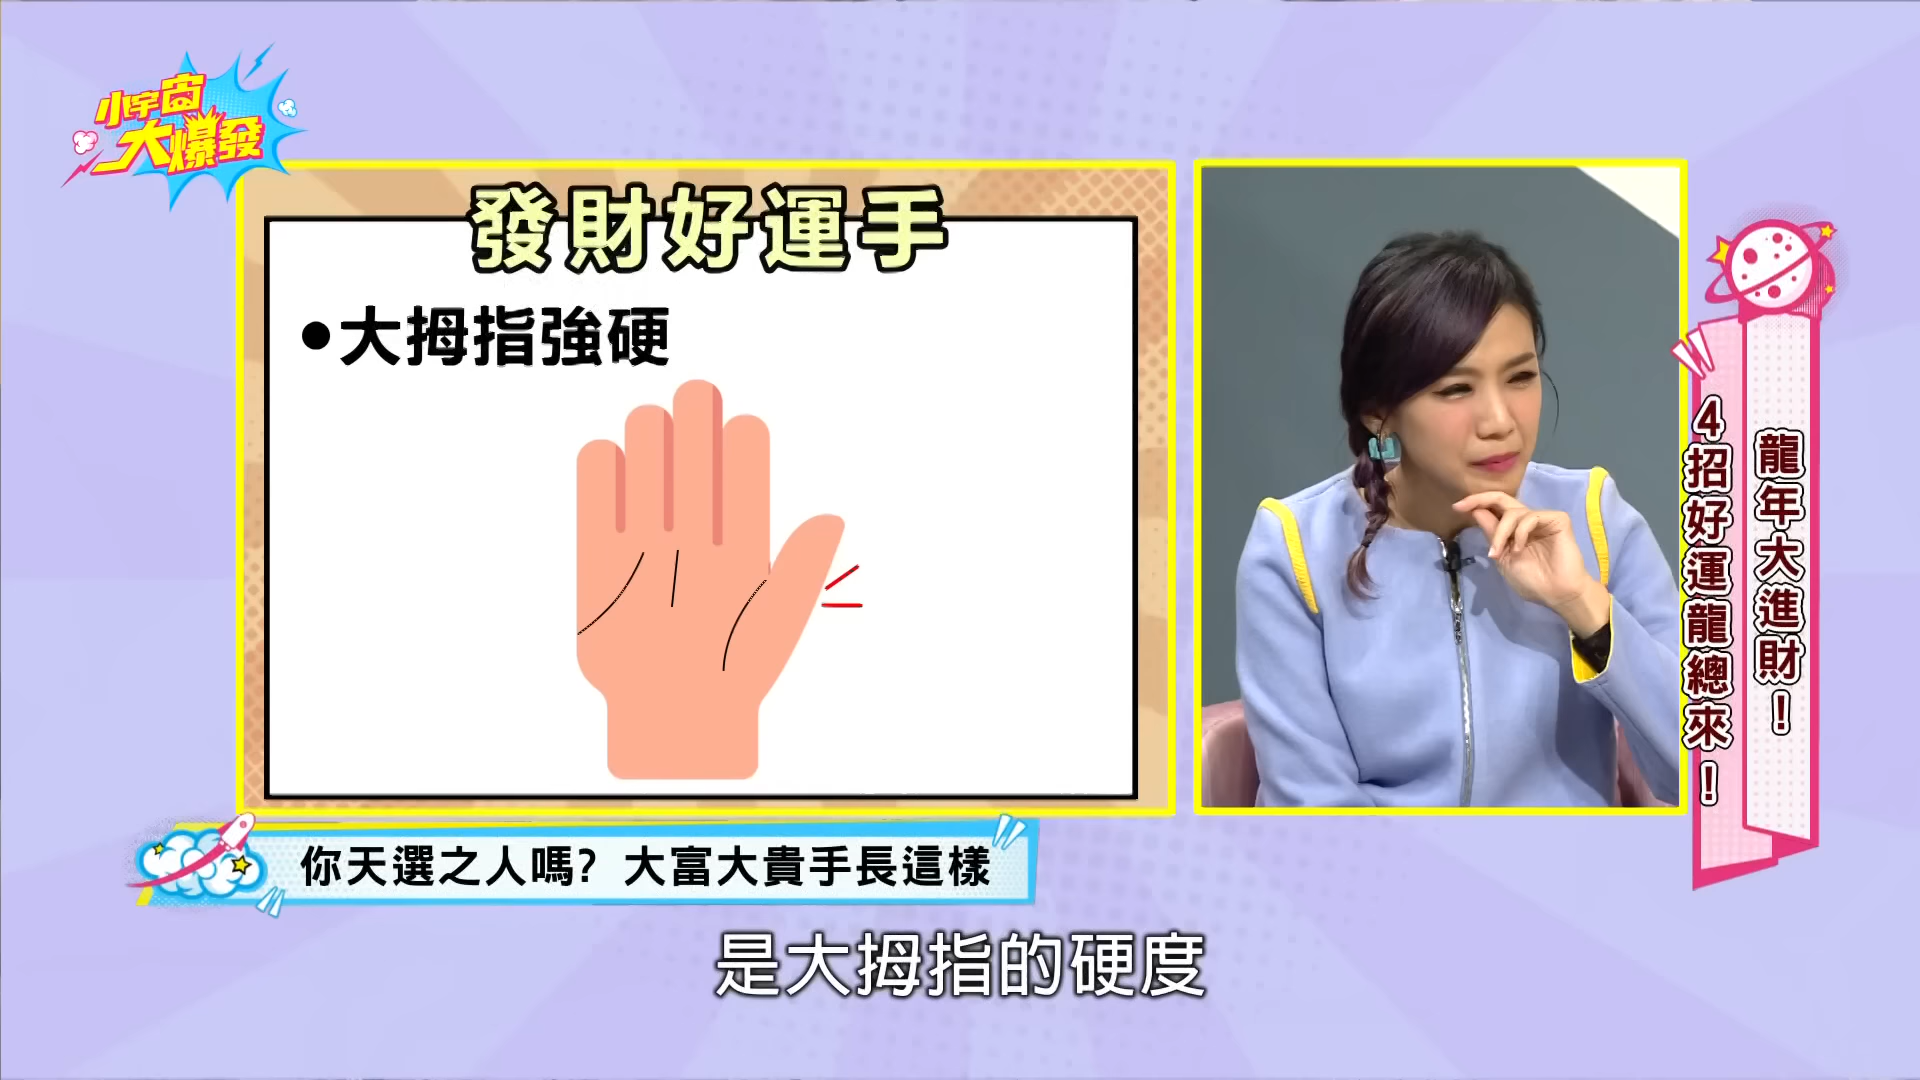 小宇宙
大爆發
發財好運手
•大拇指強硬
龍年大進財！
4招好運龍總來！
你天選之人嗎？大富大貴手長這樣
是大拇指的硬度